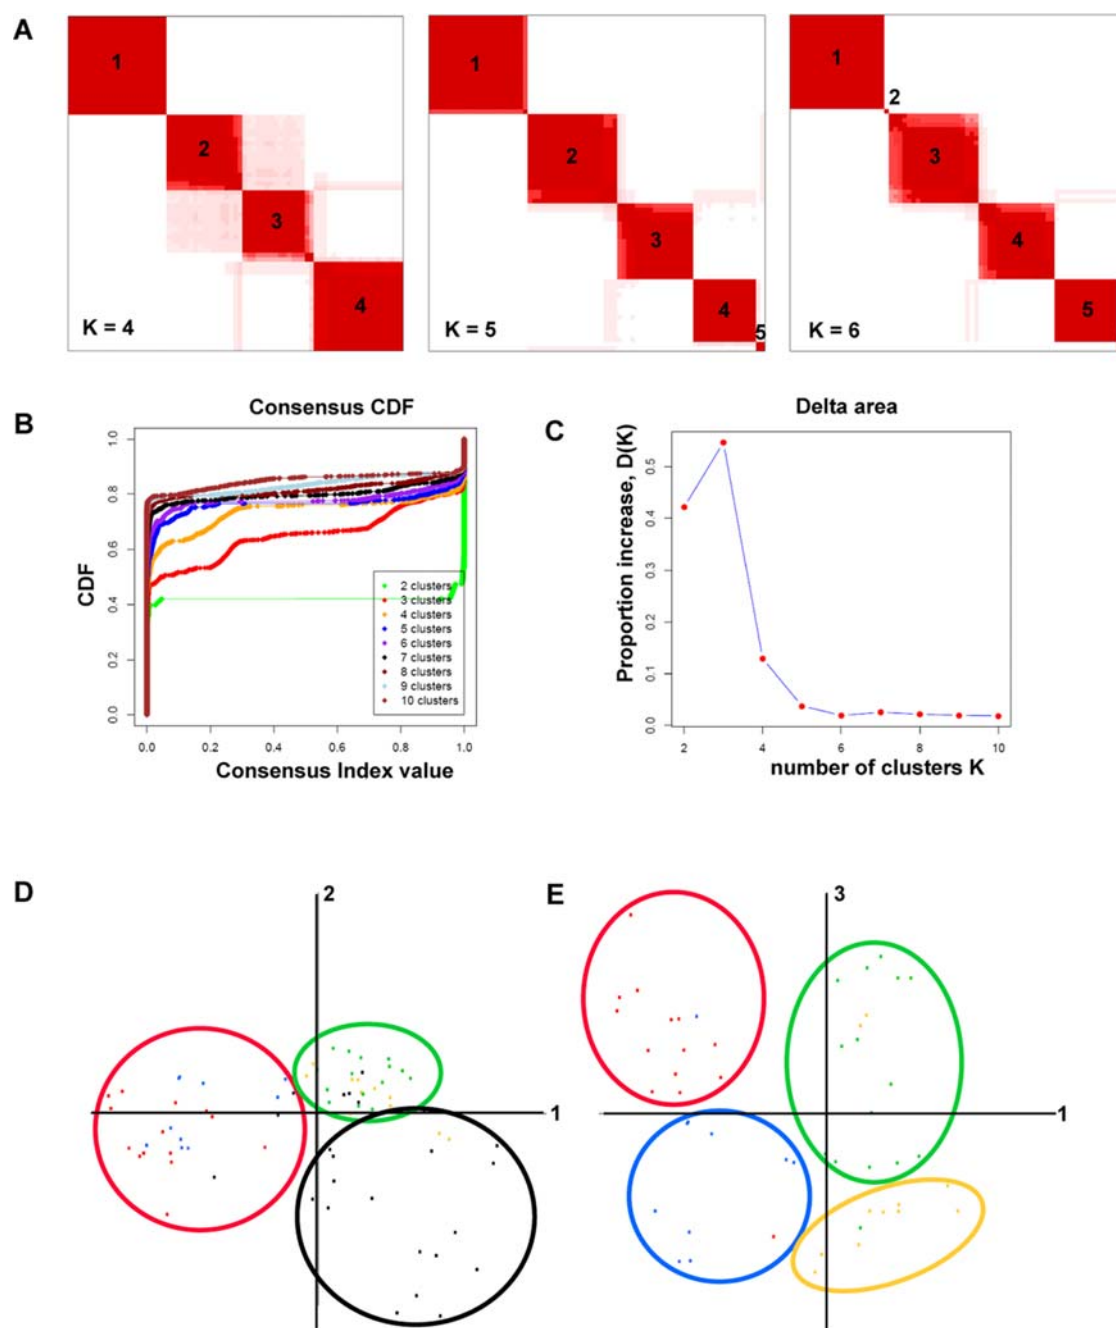 A
1
2
3
4
K = 4
1
2
3
4
5
K = 5
1
2
3
4
5
K = 6
B
Consensus CDF
CDF
1.0
0.8
0.6
0.4
0.2
0.0
2 clusters
3 clusters
4 clusters
5 clusters
6 clusters
7 clusters
8 clusters
9 clusters
10 clusters
0.0 0.2 0.4 0.6 0.8 1.0
Consensus Index value
C
Delta area
Proportion increase, D(K)
0.5
0.4
0.3
0.2
0.1
0.0
2 4 6 8 10
number of clusters K
D
2
1
E
3
1